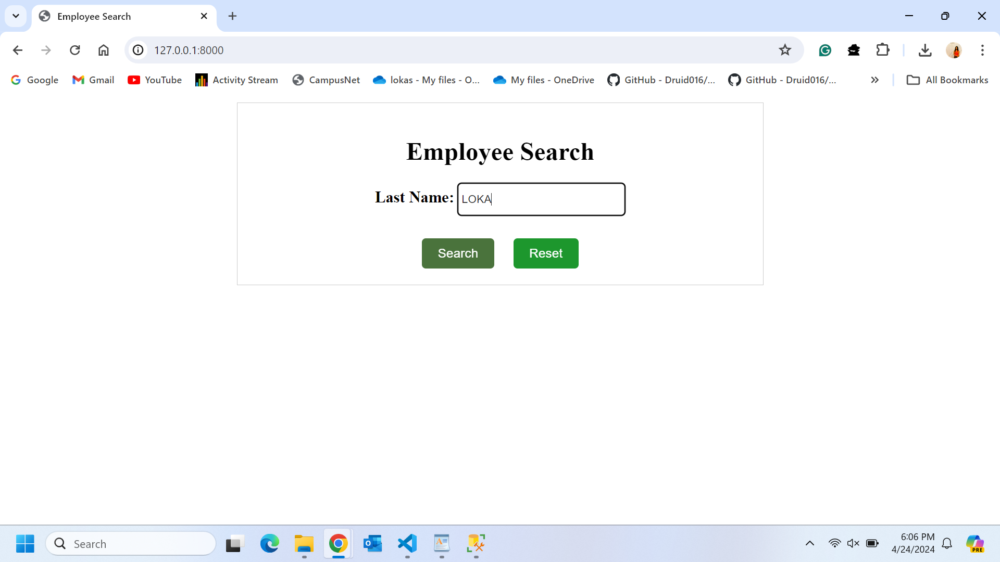 Employee Search
127.0.0.1:8000
Google Gmail YouTube Activity Stream CampusNet lokas - My files - O... My files - OneDrive GitHub - Druid016/... GitHub - Druid016/... All Bookmarks
Employee Search
Last Name: LOKA
Search Reset
Search
6:06 PM
4/24/2024
PRE